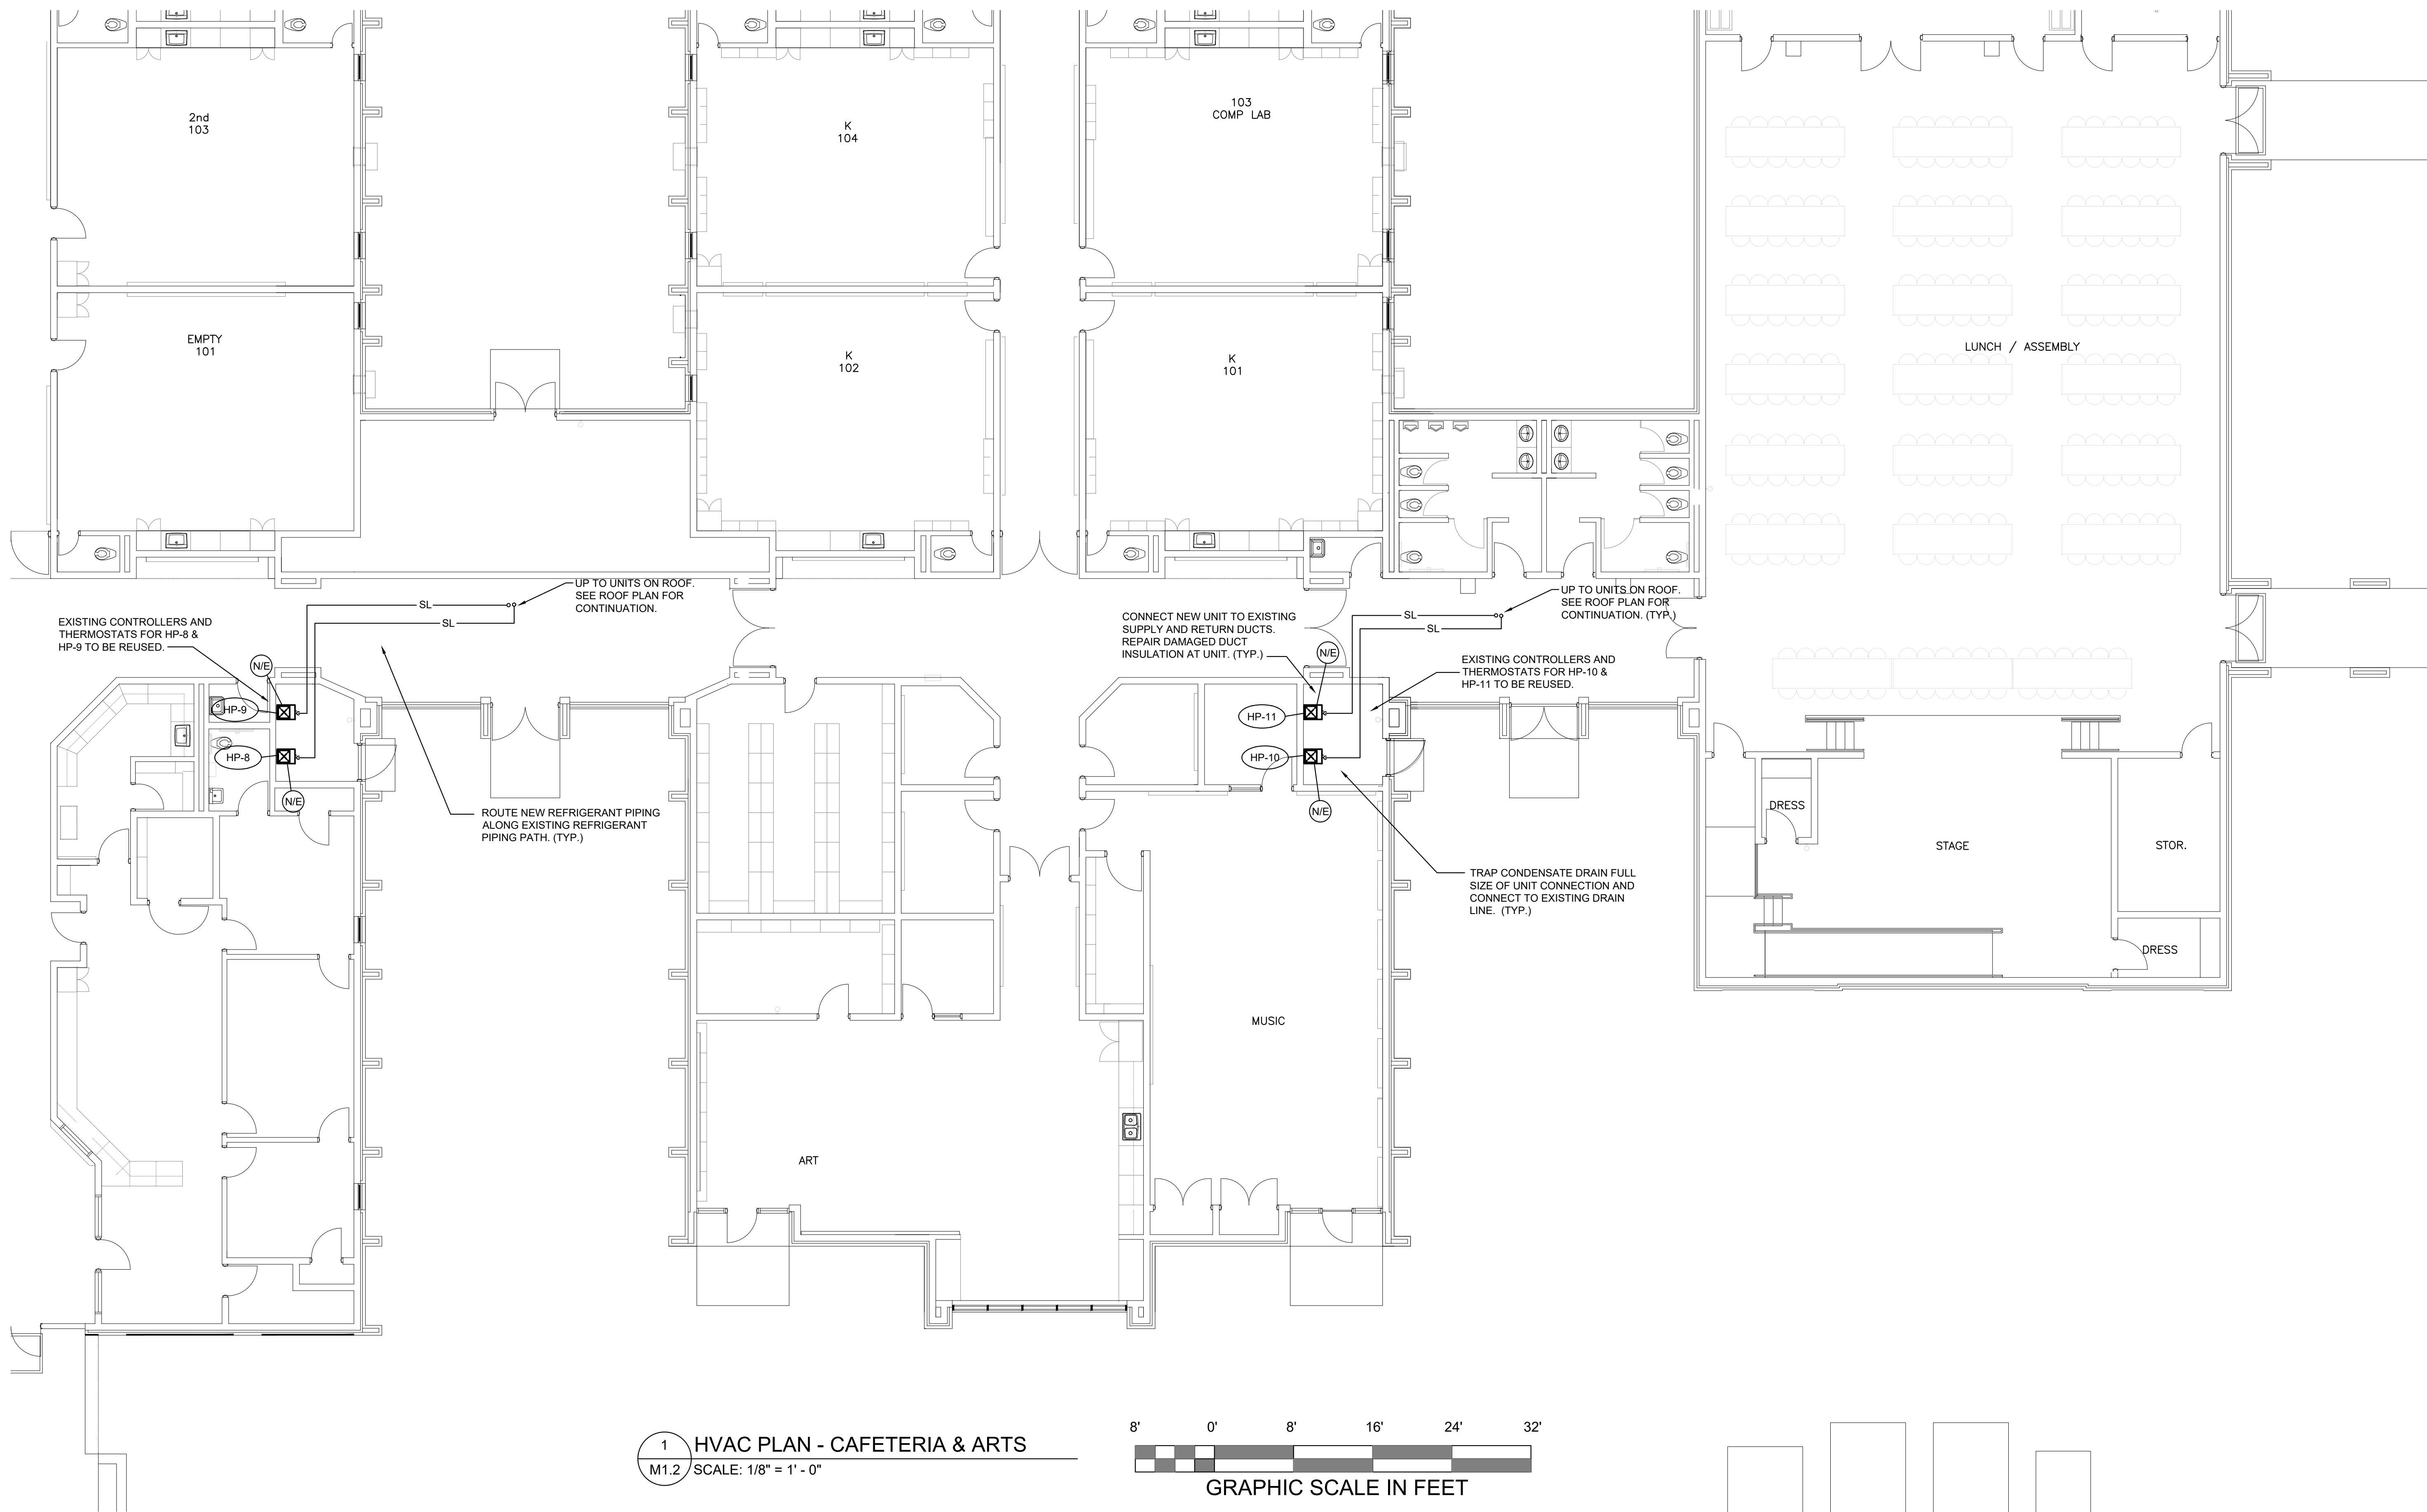 2nd
103
K
104
103
COMP LAB
EMPTY
101
K
102
K
101
LUNCH / ASSEMBLY
UP TO UNITS ON ROOF.
SEE ROOF PLAN FOR
CONTINUATION.
SL
SL
EXISTING CONTROLLERS AND
THERMOSTATS FOR HP-8 &
HP-9 TO BE REUSED.
N/E
HP-9
HP-8
N/E
ROUTE NEW REFRIGERANT PIPING
ALONG EXISTING REFRIGERANT
PIPING PATH. (TYP.)
CONNECT NEW UNIT TO EXISTING
SUPPLY AND RETURN DUCTS.
REPAIR DAMAGED DUCT
INSULATION AT UNIT. (TYP.)
UP TO UNITS ON ROOF.
SEE ROOF PLAN FOR
CONTINUATION. (TYP.)
SL
SL
N/E
EXISTING CONTROLLERS AND
THERMOSTATS FOR HP-10 &
HP-11 TO BE REUSED.
HP-11
HP-10
N/E
TRAP CONDENSATE DRAIN FULL
SIZE OF UNIT CONNECTION AND
CONNECT TO EXISTING DRAIN
LINE. (TYP.)
DRESS
STAGE
STOR.
DRESS
MUSIC
ART
1
M1.2
HVAC PLAN - CAFETERIA & ARTS
SCALE: 1/8" = 1' - 0"
8' 0' 8' 16' 24' 32'
GRAPHIC SCALE IN FEET